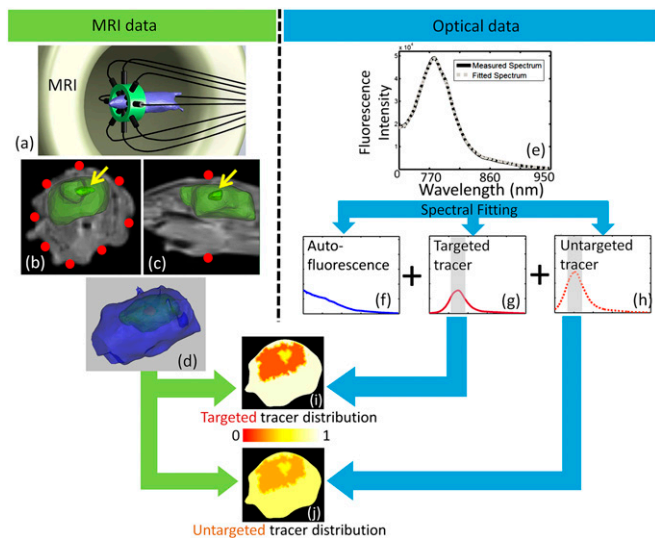 MRI data
Optical data
MRI
(a)
(b)
(c)
(d)
5 x 10⁴
4
3
2
1
0
Measured Spectrum
Fitted Spectrum
Fluorescence
Intensity
(e)
770
860
950
Wavelength (nm)
Spectral Fitting
Auto-
fluorescence
(f)
+
Targeted
tracer
(g)
+
Untargeted
tracer
(h)
(i)
Targeted tracer distribution
0
1
(j)
Untargeted tracer distribution